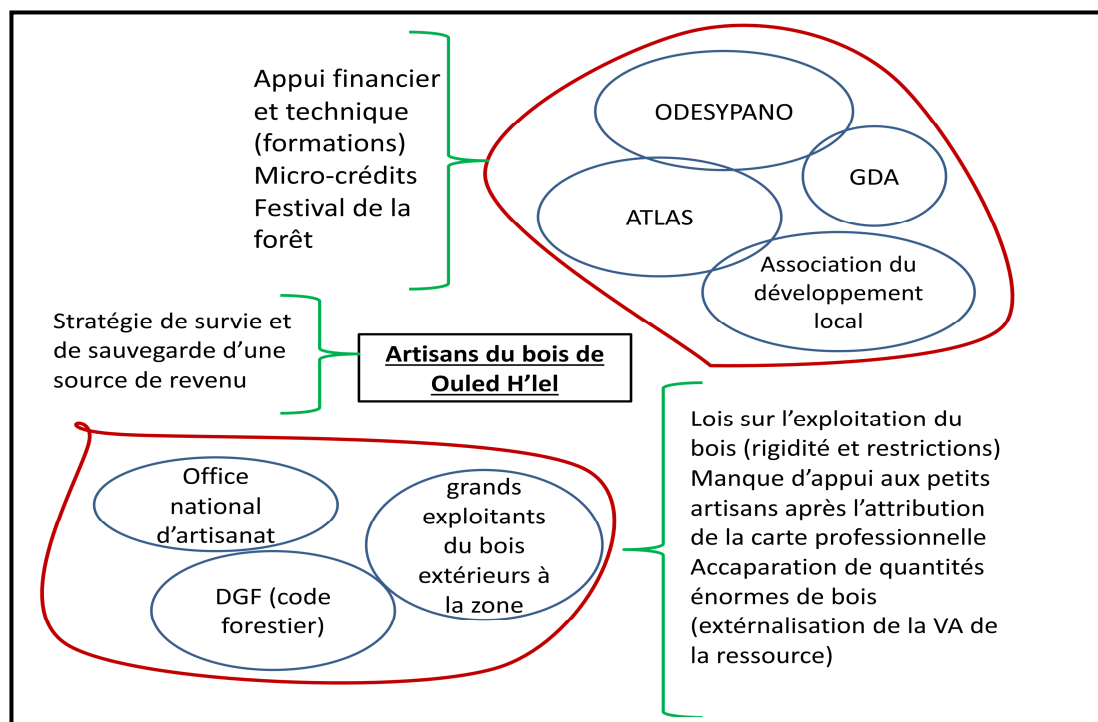 Appui financier
et technique
(formations)
Micro-crédits
Festival de la
forêt
ODESYPANO
GDA
ATLAS
Association du
développement
local
Stratégie de survie et
de sauvegarde d’une
source de revenu
Artisans du bois de
Ouled H’lel
Office
national
d’artisanat
grands
exploitants
du bois
extérieurs à
la zone
DGF (code
forestier)
Lois sur l’exploitation du
bois (rigidité et restrictions)
Manque d’appui aux petits
artisans après l’attribution
de la carte professionnelle
Accaparation de quantités
énormes de bois
(extérnalisation de la VA de
la ressource)